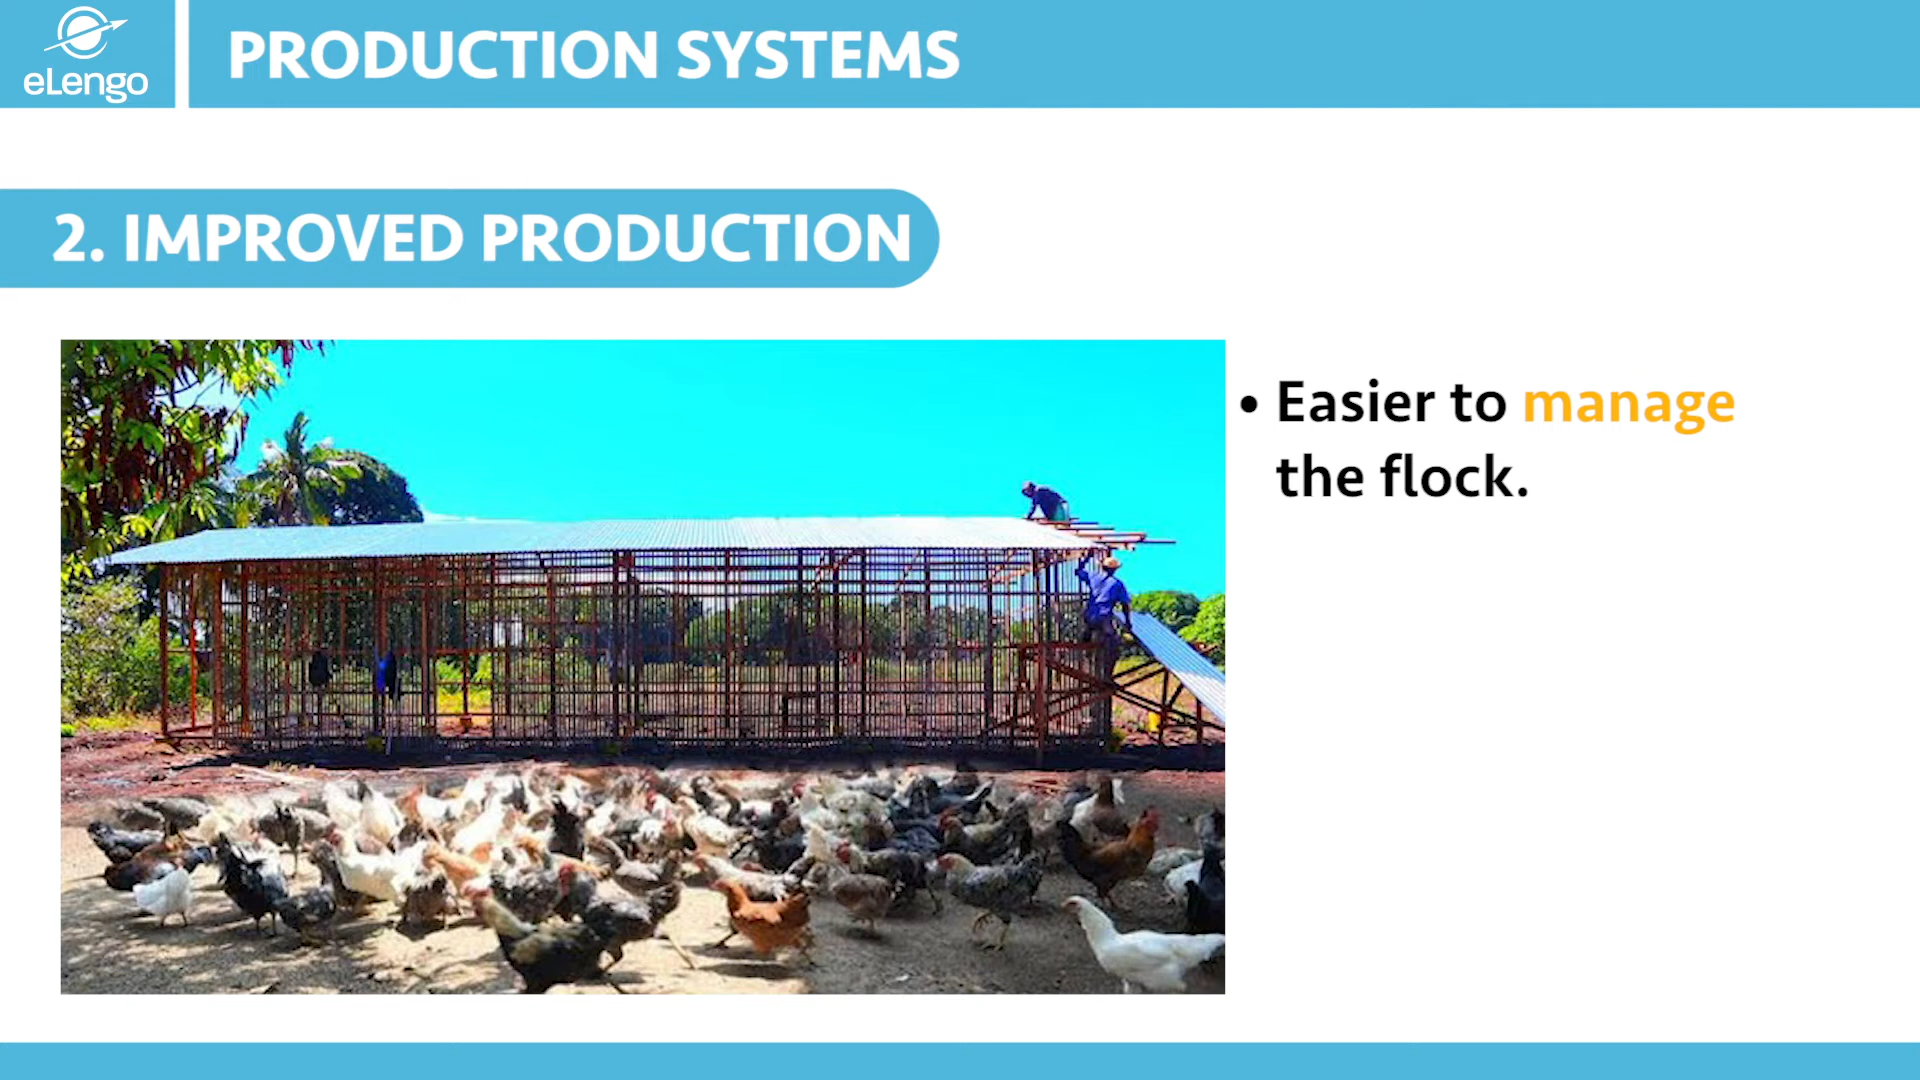 eLengo
PRODUCTION SYSTEMS
2. IMPROVED PRODUCTION
• Easier to manage
the flock.